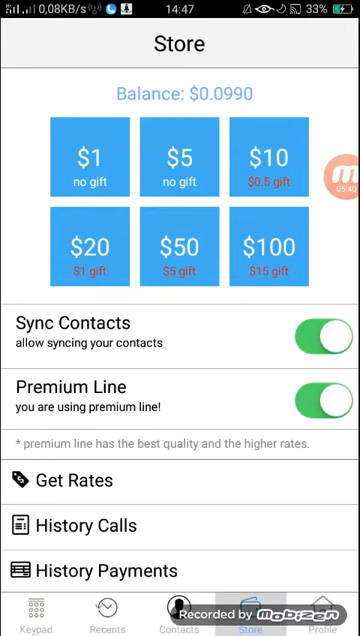 0,08KB/s 14:47 33%
Store
Balance: $0.0990
$1 $5 $10
no gift no gift $0.5 gift
$20 $50 $100
$1 gift $5 gift $15 gift
05:40
Sync Contacts
allow syncing your contacts
Premium Line
you are using premium line!
* premium line has the best quality and the higher rates.
Get Rates
History Calls
History Payments
Recorded by mobizen
Keypad Recents Contacts Store Profile